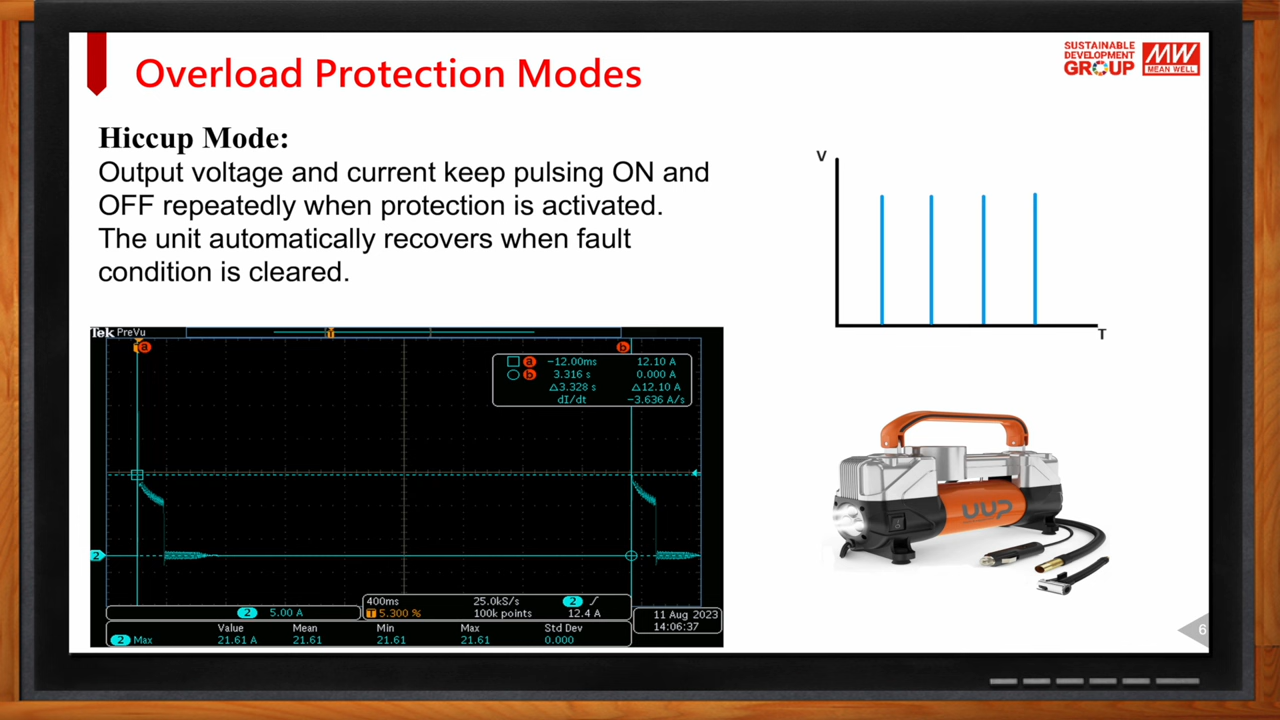 Overload Protection Modes
SUSTAINABLE
DEVELOPMENT
GROUP
MW
MEAN WELL
Hiccup Mode:
Output voltage and current keep pulsing ON and
OFF repeatedly when protection is activated.
The unit automatically recovers when fault
condition is cleared.
V
T
Tek PreVu
T
T a b
a −12.00ms 12.10 A
b 3.316 s 0.000 A
Δ3.328 s Δ12.10 A
dI/dt −3.636 A/s
2
2 5.00 A
400ms 25.0kS/s 2
T 5.300 % 100k points 12.4 A
Value Mean Min Max Std Dev
2 Max 21.61 A 21.61 21.61 21.61 0.000
11 Aug 2023
14:06:37
UUP
6